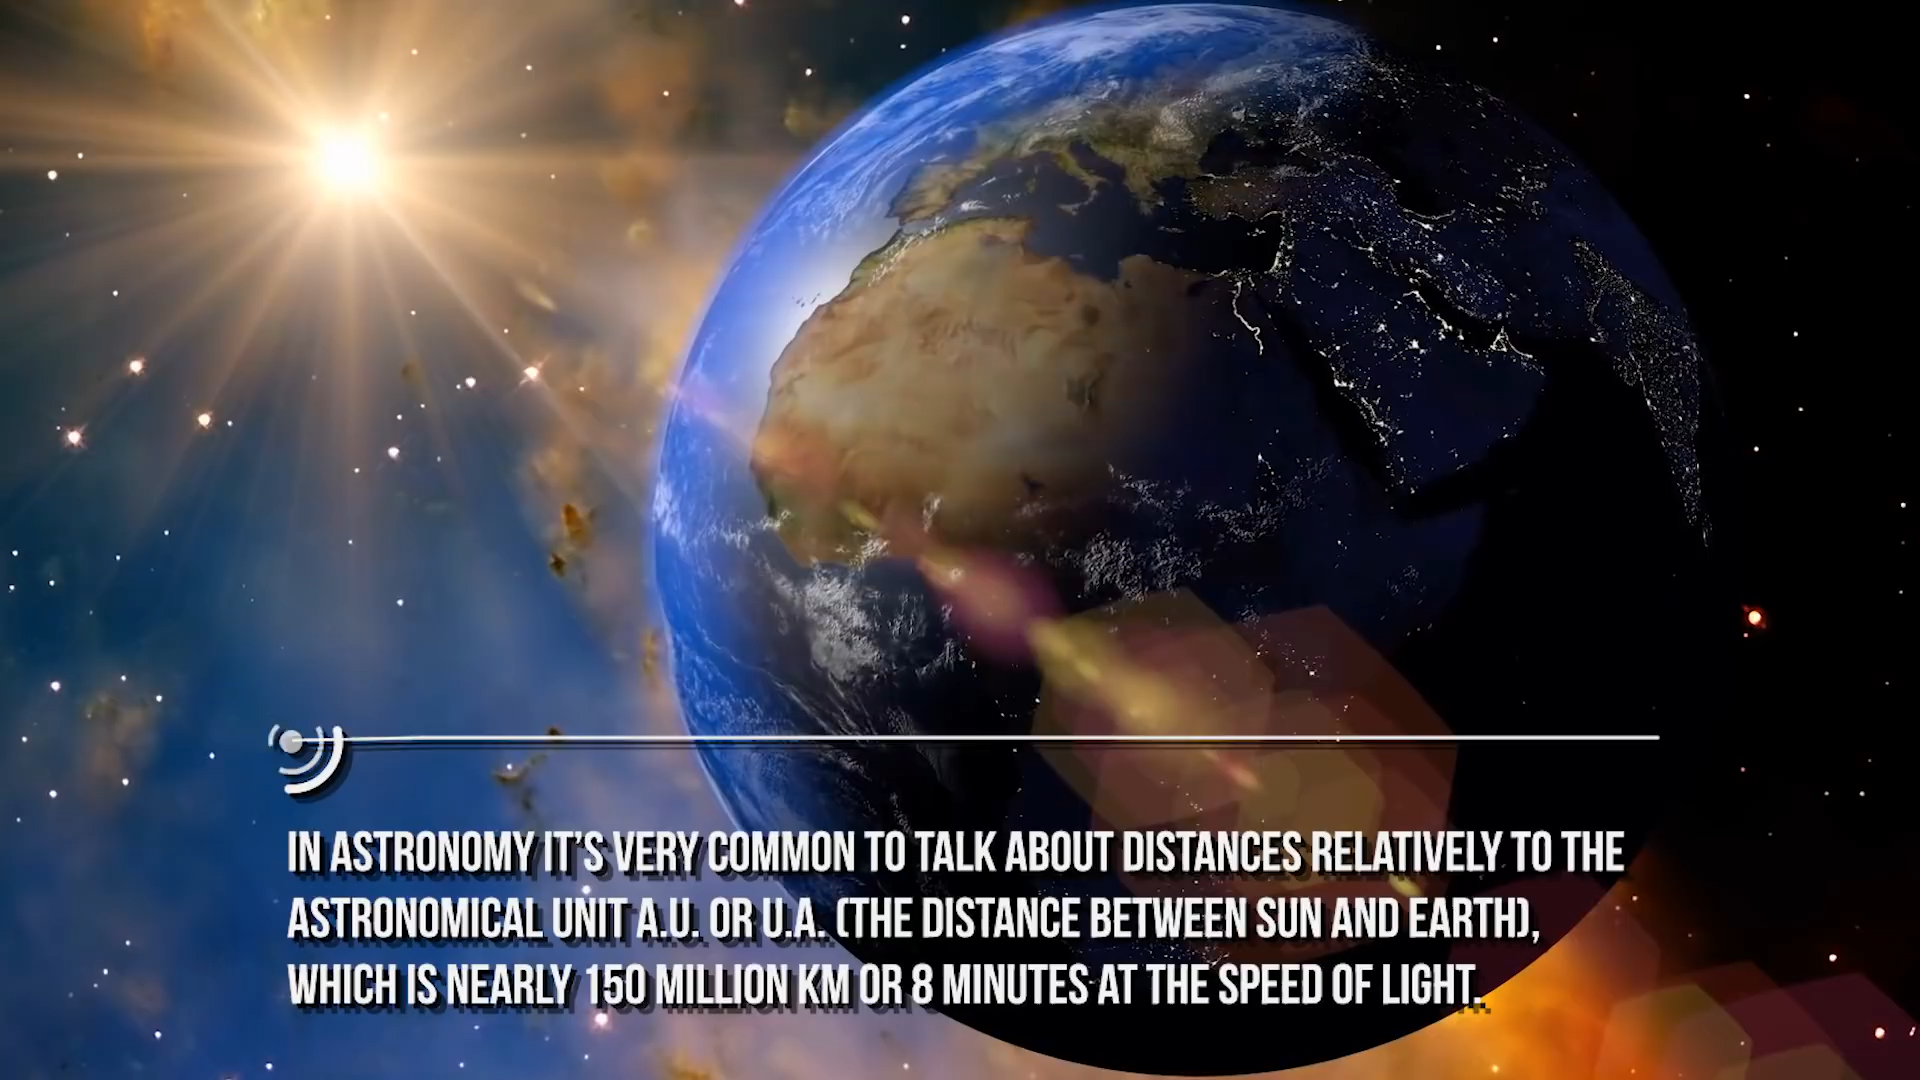 IN ASTRONOMY IT'S VERY COMMON TO TALK ABOUT DISTANCES RELATIVELY TO THE
ASTRONOMICAL UNIT A.U. OR U.A. (THE DISTANCE BETWEEN SUN AND EARTH),
WHICH IS NEARLY 150 MILLION KM OR 8 MINUTES AT THE SPEED OF LIGHT.